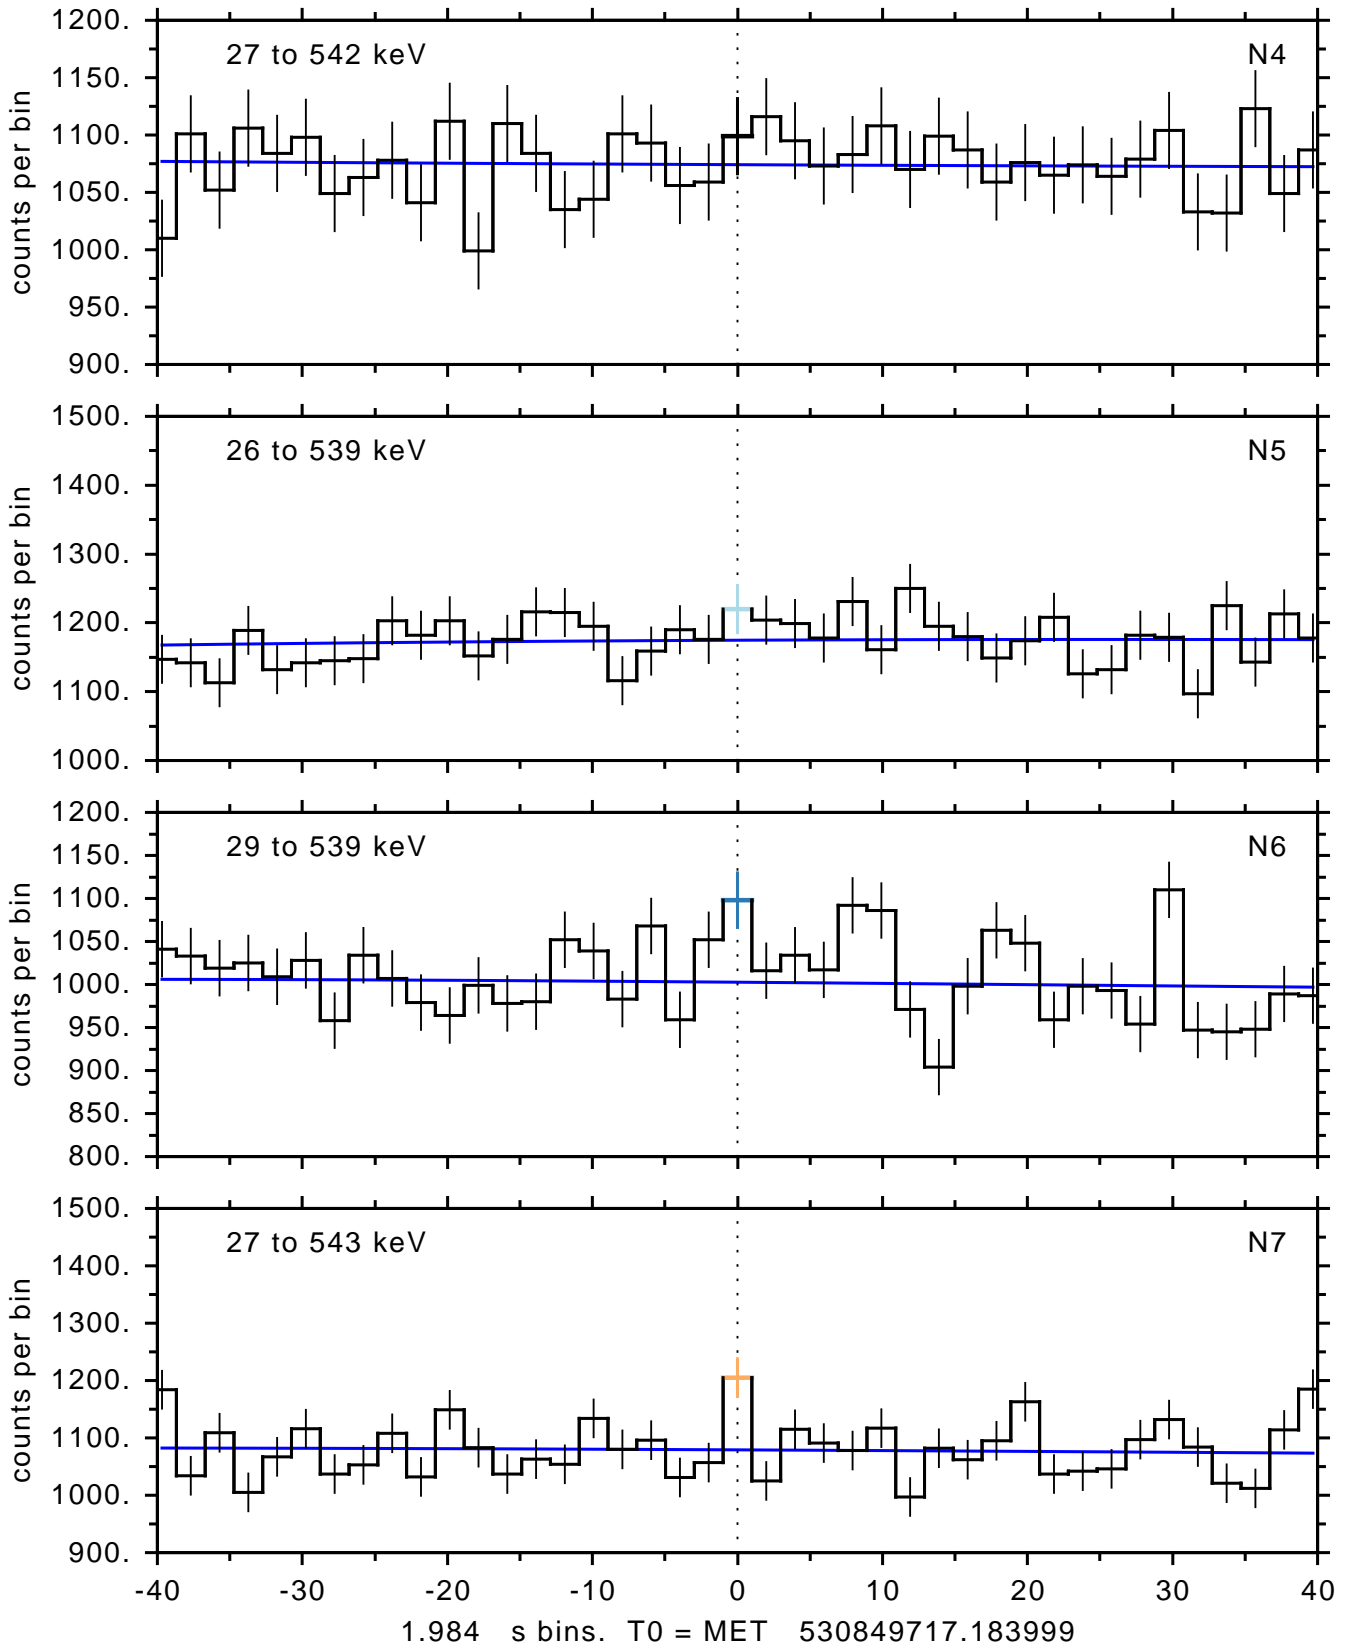 1200.
27 to 542 keV N4
1150.
1100.
1050.
1000.
950.
900.
counts per bin
1500.
26 to 539 keV N5
1400.
1300.
1200.
1100.
1000.
counts per bin
1200.
29 to 539 keV N6
1150.
1100.
1050.
1000.
950.
900.
850.
800.
counts per bin
1500.
27 to 543 keV N7
1400.
1300.
1200.
1100.
1000.
900.
counts per bin
-40 -30 -20 -10 0 10 20 30 40
1.984 s bins. T0 = MET 530849717.183999